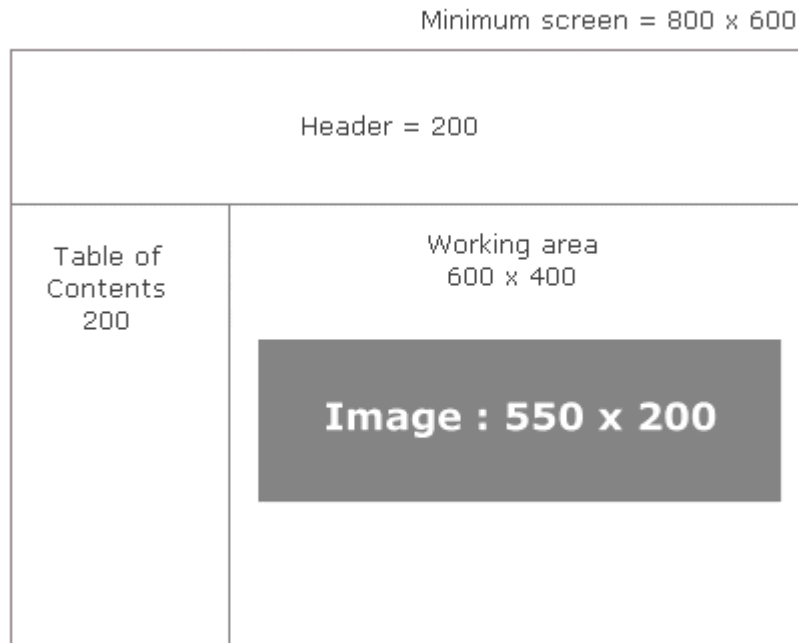 Minimum screen = 800 x 600
Header = 200
Table of
Contents
200
Working area
600 x 400
Image : 550 x 200